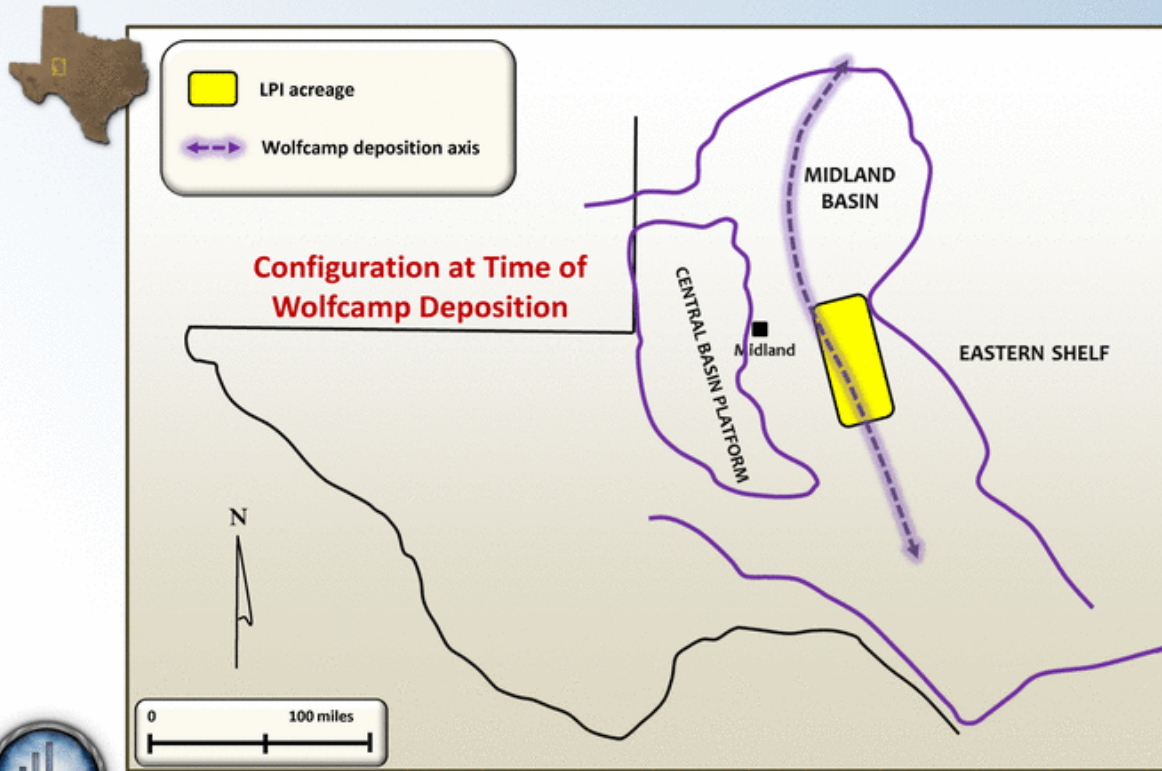 LPI acreage
Wolfcamp deposition axis
MIDLAND
BASIN
Configuration at Time of
Wolfcamp Deposition
CENTRAL BASIN PLATFORM
Midland
EASTERN SHELF
N
0 100 miles